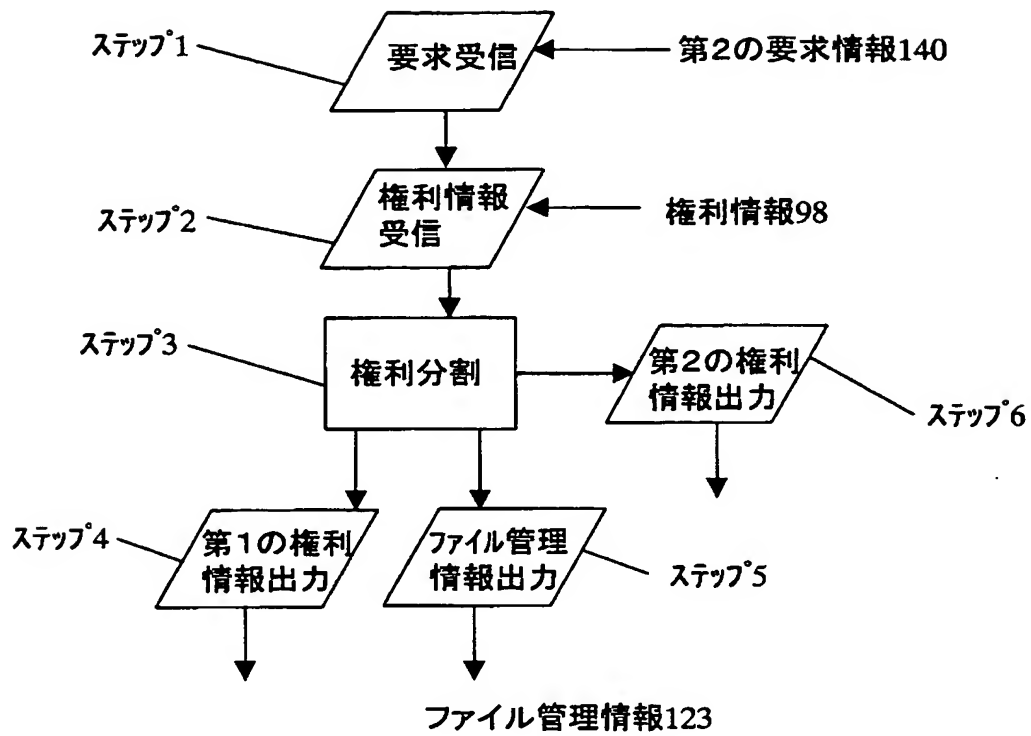 ステップ1
要求受信
第2の要求情報140
ステップ2
権利情報
受信
権利情報98
ステップ3
権利分割
第2の権利
情報出力
ステップ6
ステップ4
第1の権利
情報出力
ファイル管理
情報出力
ステップ5
ファイル管理情報123